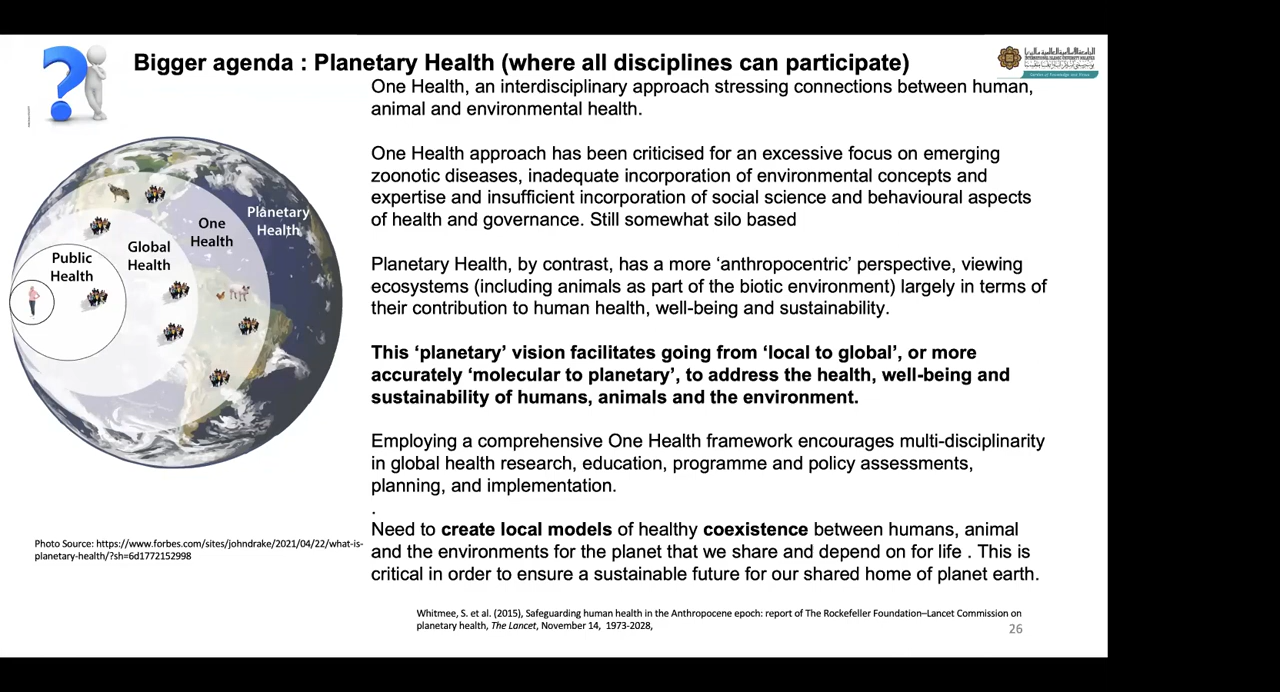 Bigger agenda : Planetary Health (where all disciplines can participate)
INTERNATIONAL ISLAMIC UNIVERSITY MALAYSIA
Garden of Knowledge and Virtue
One Health, an interdisciplinary approach stressing connections between human,
animal and environmental health.
One Health approach has been criticised for an excessive focus on emerging
zoonotic diseases, inadequate incorporation of environmental concepts and
expertise and insufficient incorporation of social science and behavioural aspects
of health and governance. Still somewhat silo based
Planetary Health, by contrast, has a more ‘anthropocentric’ perspective, viewing
ecosystems (including animals as part of the biotic environment) largely in terms of
their contribution to human health, well-being and sustainability.
This ‘planetary’ vision facilitates going from ‘local to global’, or more
accurately ‘molecular to planetary’, to address the health, well-being and
sustainability of humans, animals and the environment.
Employing a comprehensive One Health framework encourages multi-disciplinarity
in global health research, education, programme and policy assessments,
planning, and implementation.
.
Need to create local models of healthy coexistence between humans, animal
and the environments for the planet that we share and depend on for life . This is
critical in order to ensure a sustainable future for our shared home of planet earth.
Public
Health
Global
Health
One
Health
Planetary
Health
Photo Source: https://www.forbes.com/sites/johndrake/2021/04/22/what-is-
planetary-health/?sh=6d1772152998
Whitmee, S. et al. (2015), Safeguarding human health in the Anthropocene epoch: report of The Rockefeller Foundation–Lancet Commission on
planetary health, The Lancet, November 14, 1973-2028,
26